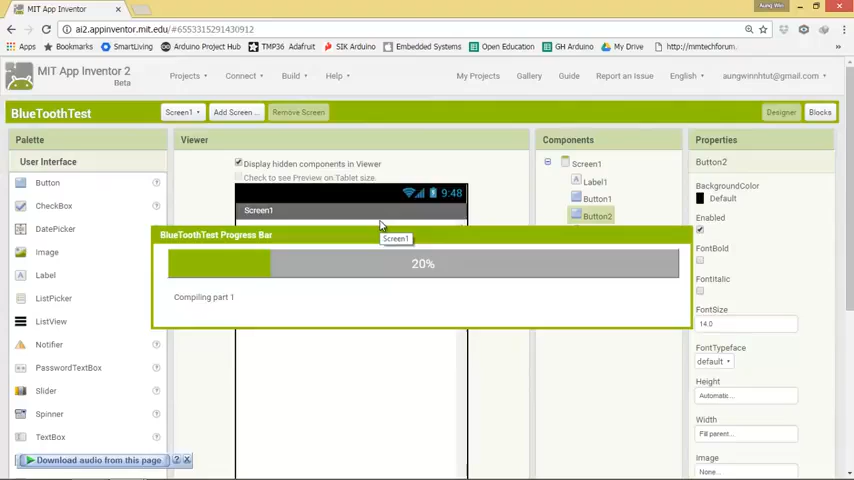 Aung Win
MIT App Inventor 2
ai2.appinventor.mit.edu/#6553315291430912
Apps Bookmarks SmartLiving Arduino Project Hub TMP36 Adafruit SIK Arduino Embedded Systems Open Education GH Arduino My Drive http://mmtechforum.
MIT App Inventor 2
Beta
Projects Connect Build Help My Projects Gallery Guide Report an Issue English aungwinnhtut@gmail.com
BlueToothTest Screen1 Add Screen ... Remove Screen Designer Blocks
Palette Viewer Components Properties
User Interface
Button
CheckBox
DatePicker
Image
Label
ListPicker
ListView
Notifier
PasswordTextBox
Slider
Spinner
TextBox
Download audio from this page ? X
Display hidden components in Viewer
Check to see Preview on Tablet size.
9:48
Screen1
Screen1
BlueToothTest Progress Bar
20%
Compiling part 1
Screen1
Label1
Button1
Button2
Button2
BackgroundColor
Default
Enabled
FontBold
FontItalic
FontSize
14.0
FontTypeface
default
Height
Automatic...
Width
Fill parent...
Image
None...